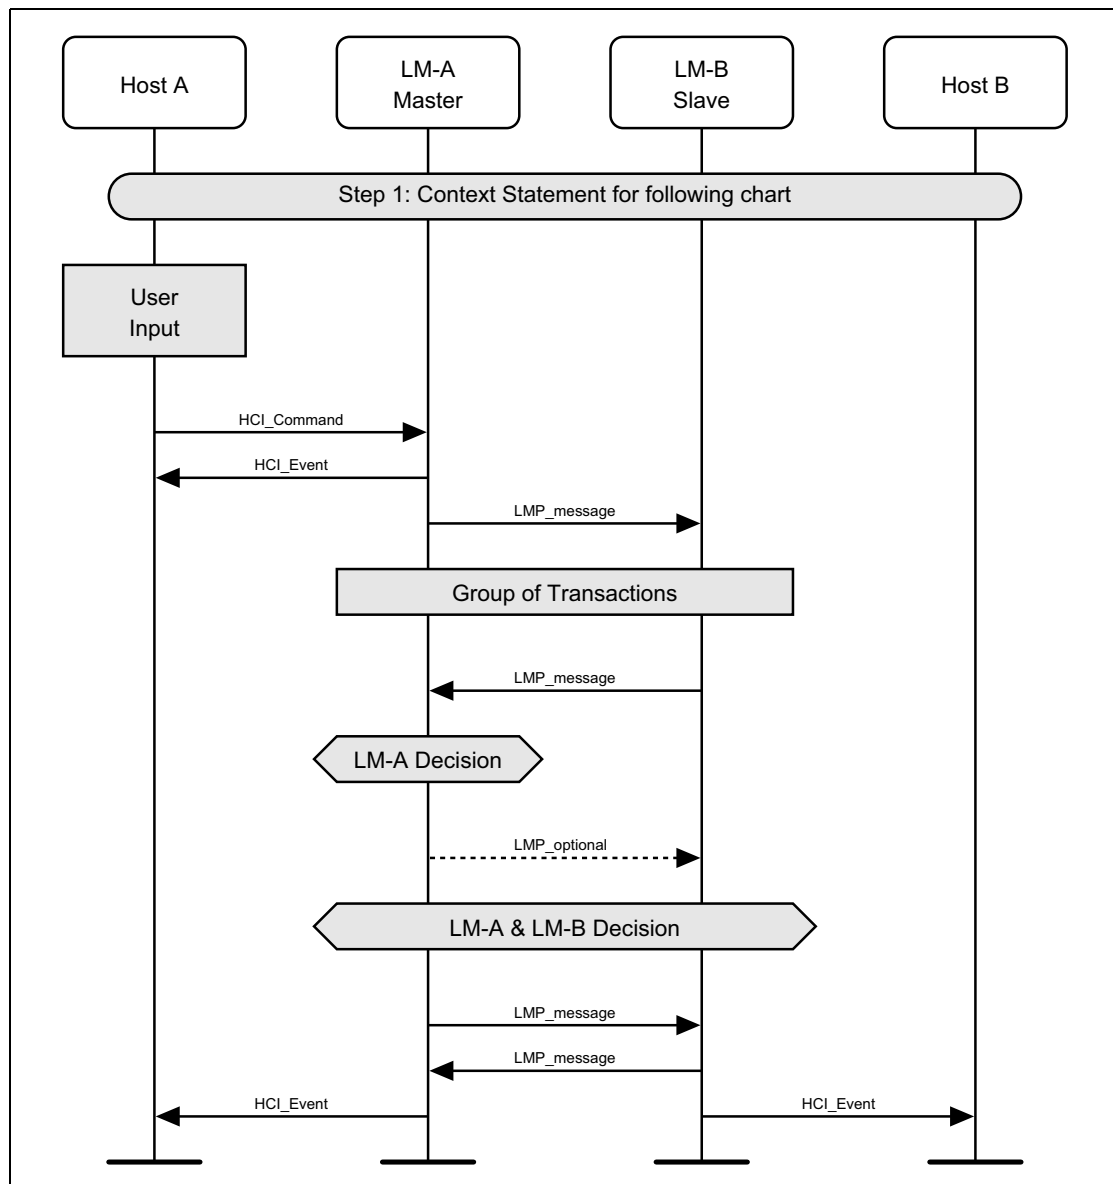 Host A
LM-A
Master
LM-B
Slave
Host B
Step 1: Context Statement for following chart
User
Input
HCI_Command
HCI_Event
LMP_message
Group of Transactions
LMP_message
LM-A Decision
LMP_optional
LM-A & LM-B Decision
LMP_message
LMP_message
HCI_Event
HCI_Event